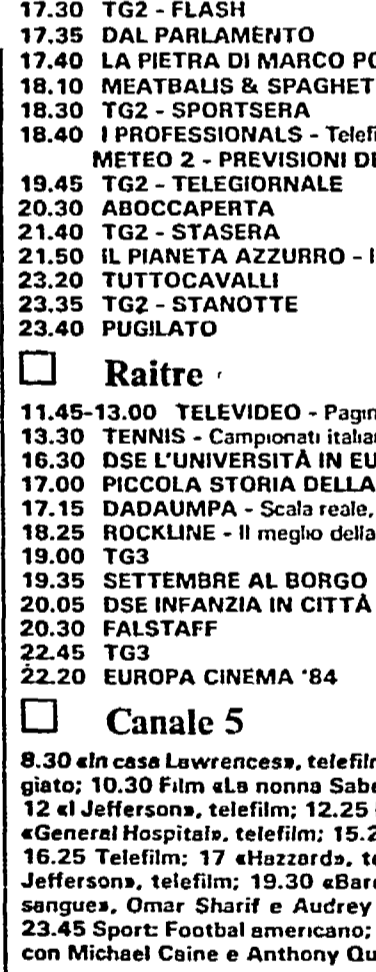 17.30 TG2 - FLASH
17.35 DAL PARLAMENTO
17.40 LA PIETRA DI MARCO PO
18.10 MEATBALIS & SPAGHET
18.30 TG2 - SPORTSERA
18.40 I PROFESSIONALS - Telefi
METEO 2 - PREVISIONI DE
19.45 TG2 - TELEGIORNALE
20.30 ABOCCAPERTA
21.40 TG2 - STASERA
21.50 IL PIANETA AZZURRO - I
23.20 TUTTOCAVALLI
23.35 TG2 - STANOTTE
23.40 PUGILATO
Raitre
11.45-13.00 TELEVIDEO - Pagin
13.30 TENNIS - Campionati italian
16.30 DSE L'UNIVERSITÀ IN EU
17.00 PICCOLA STORIA DELLA
17.15 DADAUMPA - Scala reale,
18.25 ROCKLINE - Il meglio della
19.00 TG3
19.35 SETTEMBRE AL BORGO
20.05 DSE INFANZIA IN CITTÀ
20.30 FALSTAFF
22.45 TG3
22.20 EUROPA CINEMA '84
Canale 5
8.30 «In casa Lawrences», telefilm
giato; 10.30 Film «La nonna Sabe
12 «I Jefferson», telefilm; 12.25
«General Hospital», telefilm; 15.2
16.25 Telefilm; 17 «Hazzard», te
Jefferson», telefilm; 19.30 «Bare
sangue», Omar Sharif e Audrey
23.45 Sport: Footbal americano;
con Michael Caine e Anthony Qu